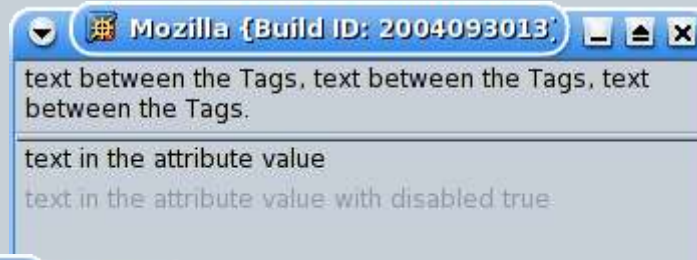 Mozilla {Build ID: 2004093013}
text between the Tags, text between the Tags, text
between the Tags.
text in the attribute value
text in the attribute value with disabled true